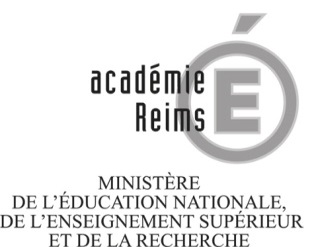 académie
Reims
É
MINISTÈRE
DE L'ÉDUCATION NATIONALE,
DE L'ENSEIGNEMENT SUPÉRIEUR
ET DE LA RECHERCHE